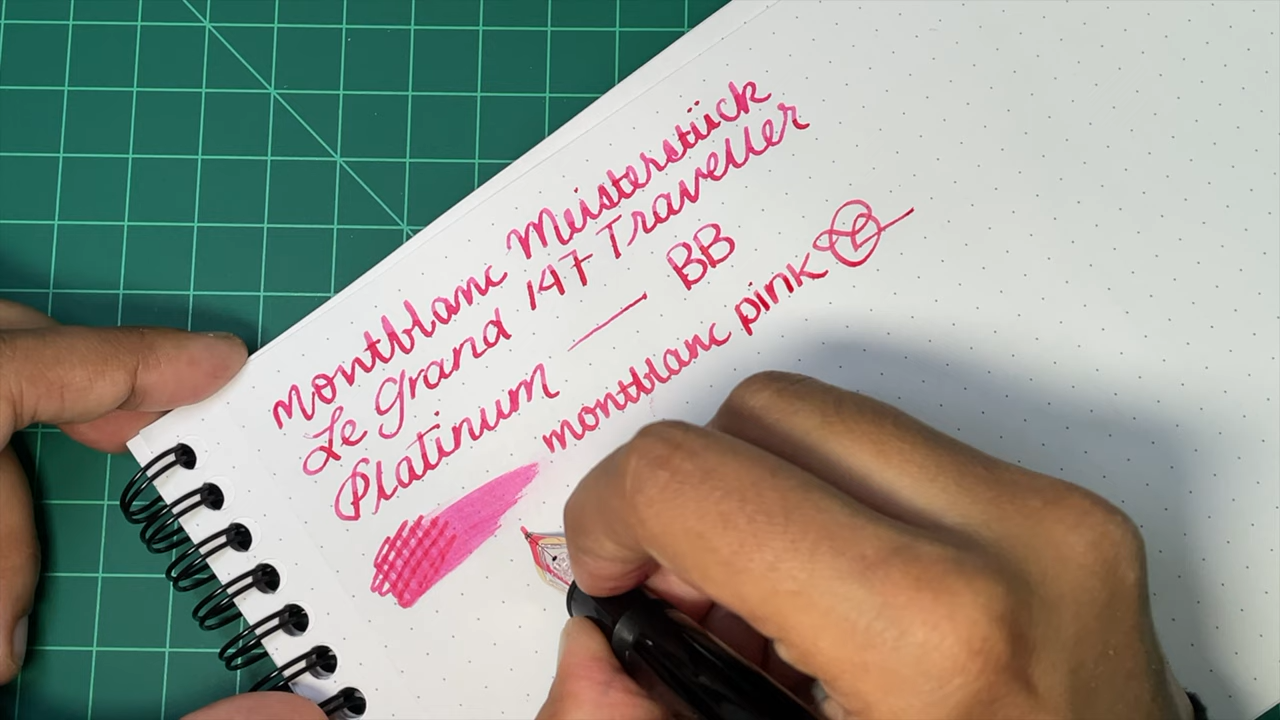 montblanc Meisterstück
Le Grand 147 Traveller
Platinum — BB
montblanc pink